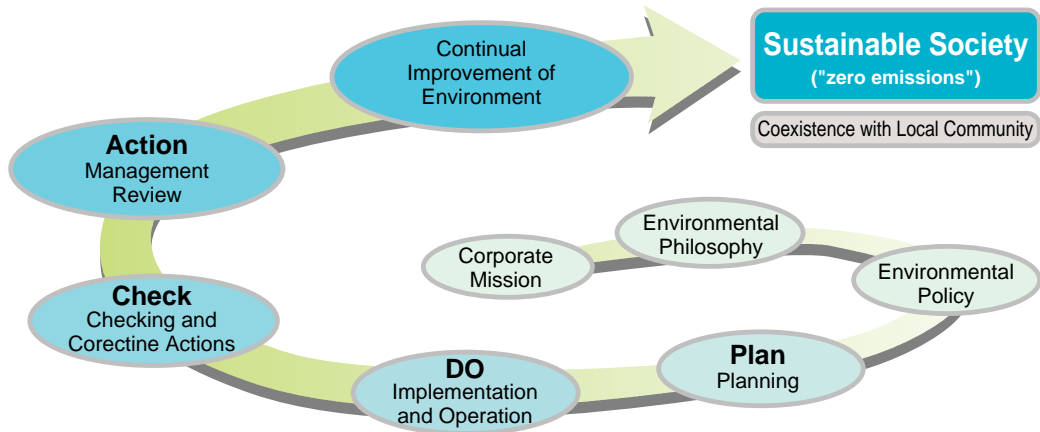 Continual
Improvement of
Environment
Sustainable Society
("zero emissions")
Coexistence with Local Community
Action
Management
Review
Environmental
Philosophy
Corporate
Mission
Environmental
Policy
Check
Checking and
Corectine Actions
DO
Implementation
and Operation
Plan
Planning